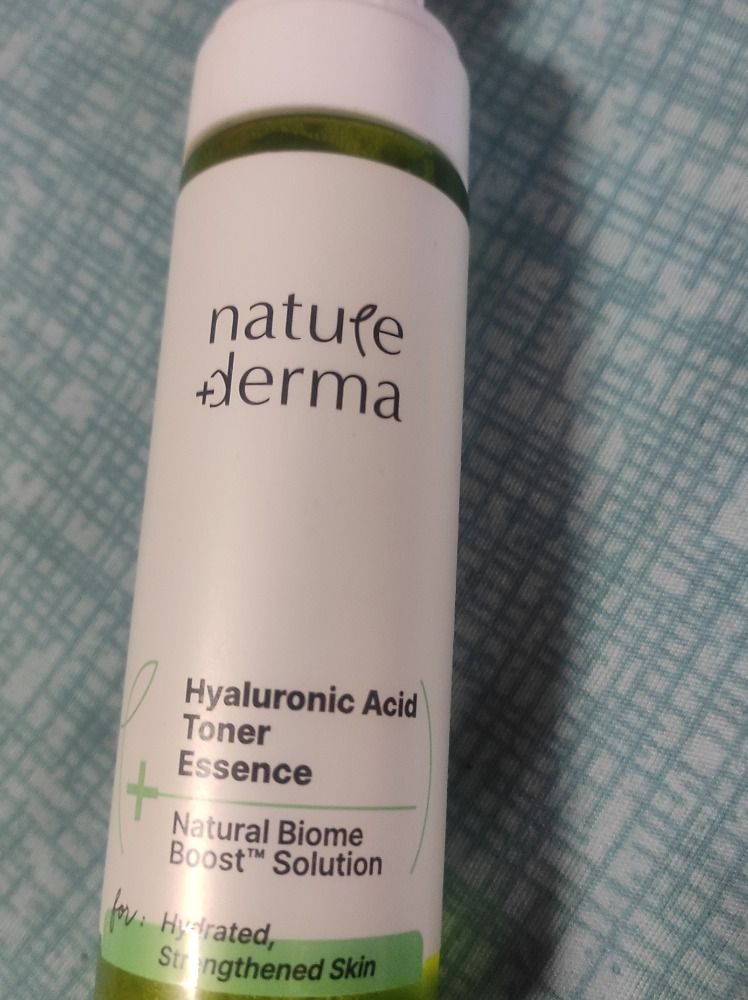 nature
+derma
Hyaluronic Acid
Toner
Essence
+
Natural Biome
Boost™ Solution
for: Hydrated,
Strengthened Skin